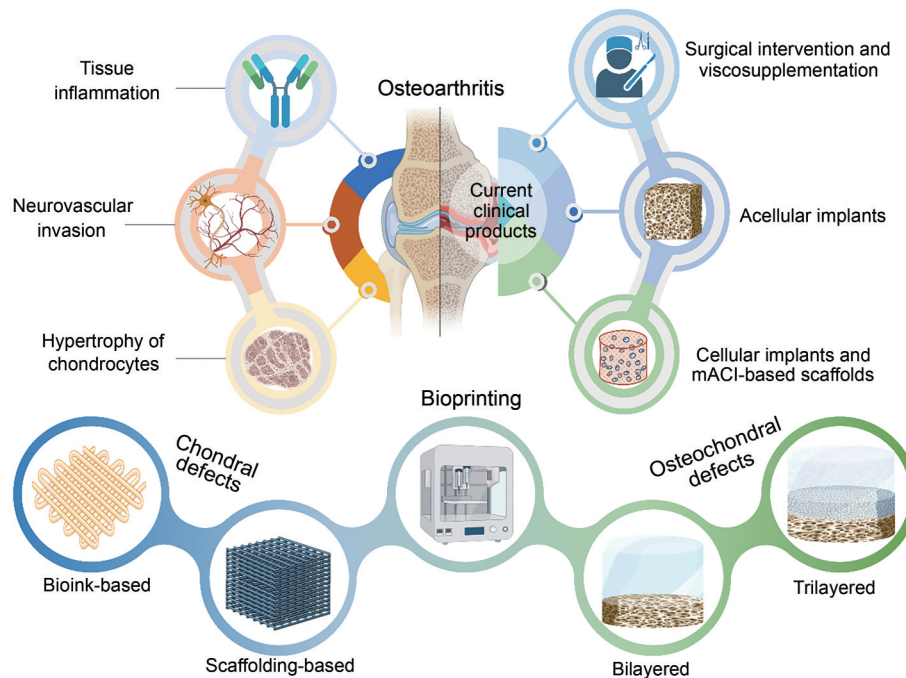 Tissue
inflammation
Neurovascular
invasion
Hypertrophy of
chondrocytes
Osteoarthritis
Current
clinical
products
Surgical intervention and
viscosupplementation
Acellular implants
Cellular implants and
mACI-based scaffolds
Bioprinting
Chondral
defects
Osteochondral
defects
Bioink-based
Scaffolding-based
Bilayered
Trilayered